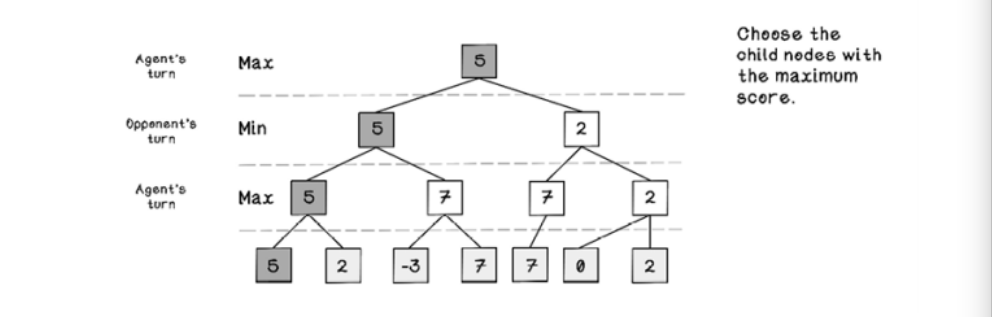 Choose the
child nodes with
the maximum
score.
Agent's
turn
Max
5
Opponent's
turn
Min
5
2
Agent's
turn
Max
5
7
7
2
5
2
-3
7
7
0
2